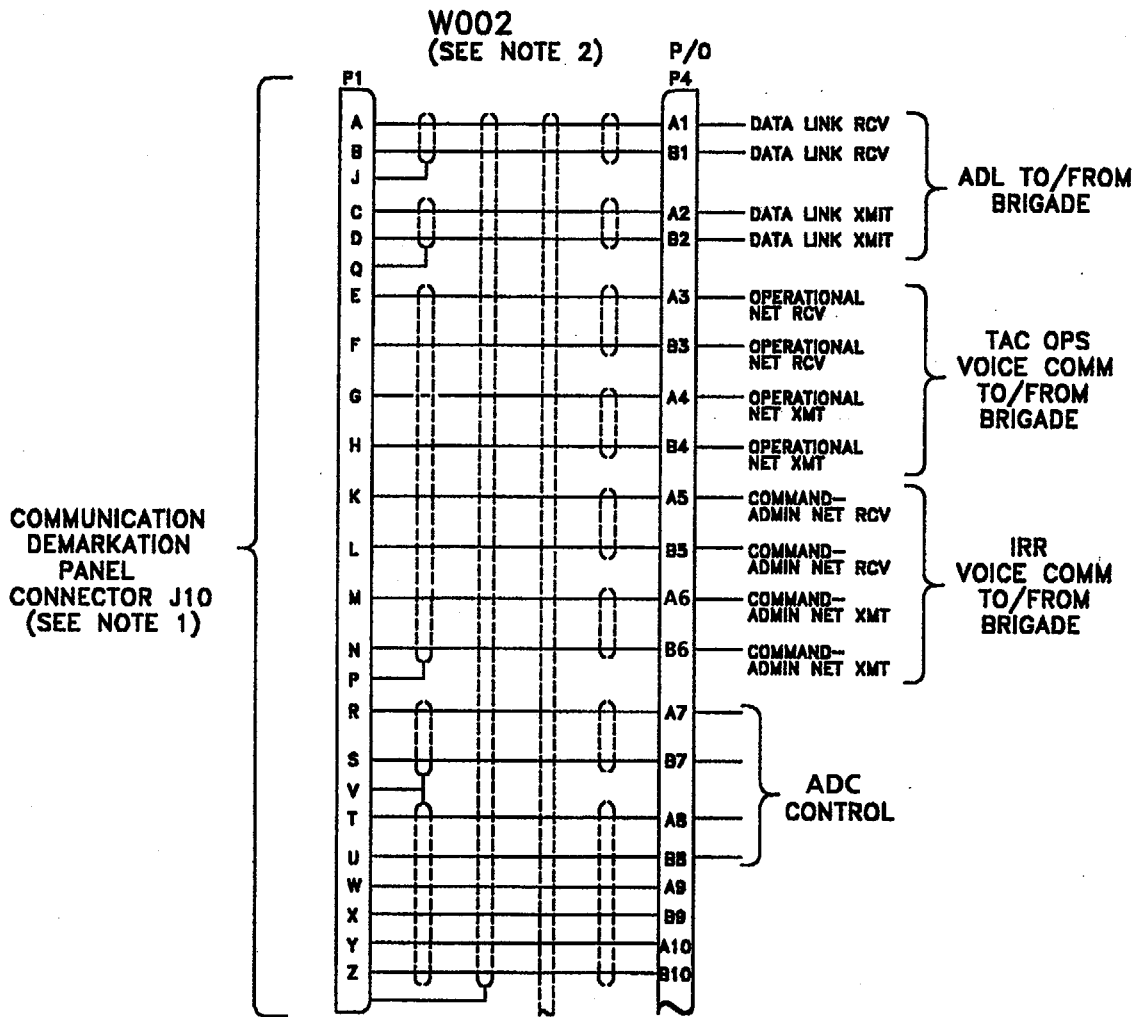 W002
(SEE NOTE 2)
P/O
P1
P4
A
A1
DATA LINK RCV
B
B1
DATA LINK RCV
J
C
A2
DATA LINK XMIT
D
B2
DATA LINK XMIT
Q
ADL TO/FROM
BRIGADE
E
A3
OPERATIONAL
NET RCV
F
B3
OPERATIONAL
NET RCV
G
A4
OPERATIONAL
NET XMT
H
B4
OPERATIONAL
NET XMT
TAC OPS
VOICE COMM
TO/FROM
BRIGADE
K
A5
COMMAND-
ADMIN NET RCV
L
B5
COMMAND-
ADMIN NET RCV
M
A6
COMMAND-
ADMIN NET XMT
N
B6
COMMAND-
ADMIN NET XMT
P
IRR
VOICE COMM
TO/FROM
BRIGADE
COMMUNICATION
DEMARKATION
PANEL
CONNECTOR J10
(SEE NOTE 1)
R
A7
S
B7
V
T
A8
U
B8
ADC
CONTROL
W
A9
X
B9
Y
A10
Z
B10